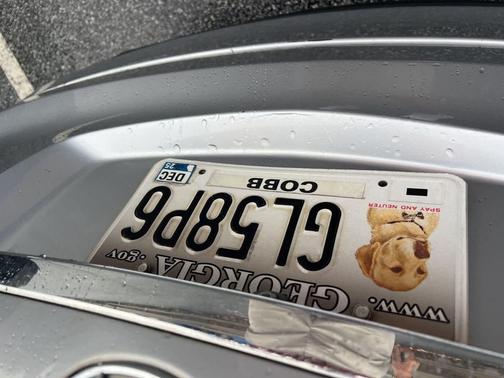 www.GEORGIA.gov
GL58P6
SPAY AND NEUTER
COBB
DEC
25